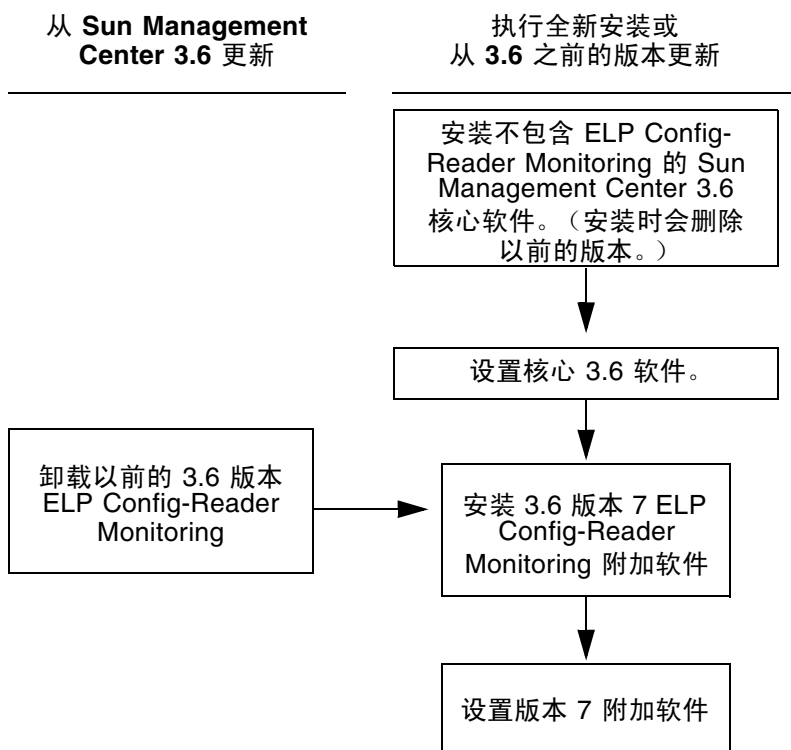 从 Sun Management
Center 3.6 更新
执行全新安装或
从 3.6 之前的版本更新
安装不包含 ELP Config-
Reader Monitoring 的 Sun
Management Center 3.6
核心软件。（安装时会删除
以前的版本。）
设置核心 3.6 软件。
卸载以前的 3.6 版本
ELP Config-Reader
Monitoring
安装 3.6 版本 7 ELP
Config-Reader
Monitoring 附加软件
设置版本 7 附加软件